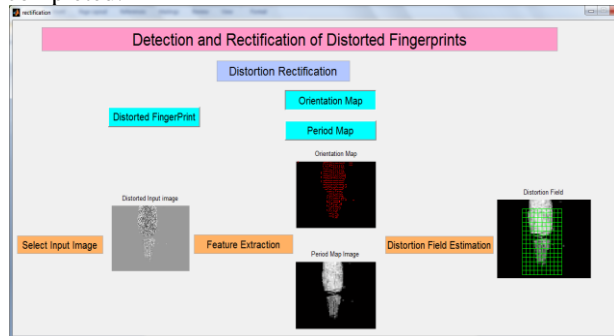 rectification
Detection and Rectification of Distorted Fingerprints
Distortion Rectification
Orientation Map
Distorted FingerPrint
Period Map
Orientation Map
Distorted Input image
Distortion Field
Select Input Image
Feature Extraction
Distortion Field Estimation
Period Map Image